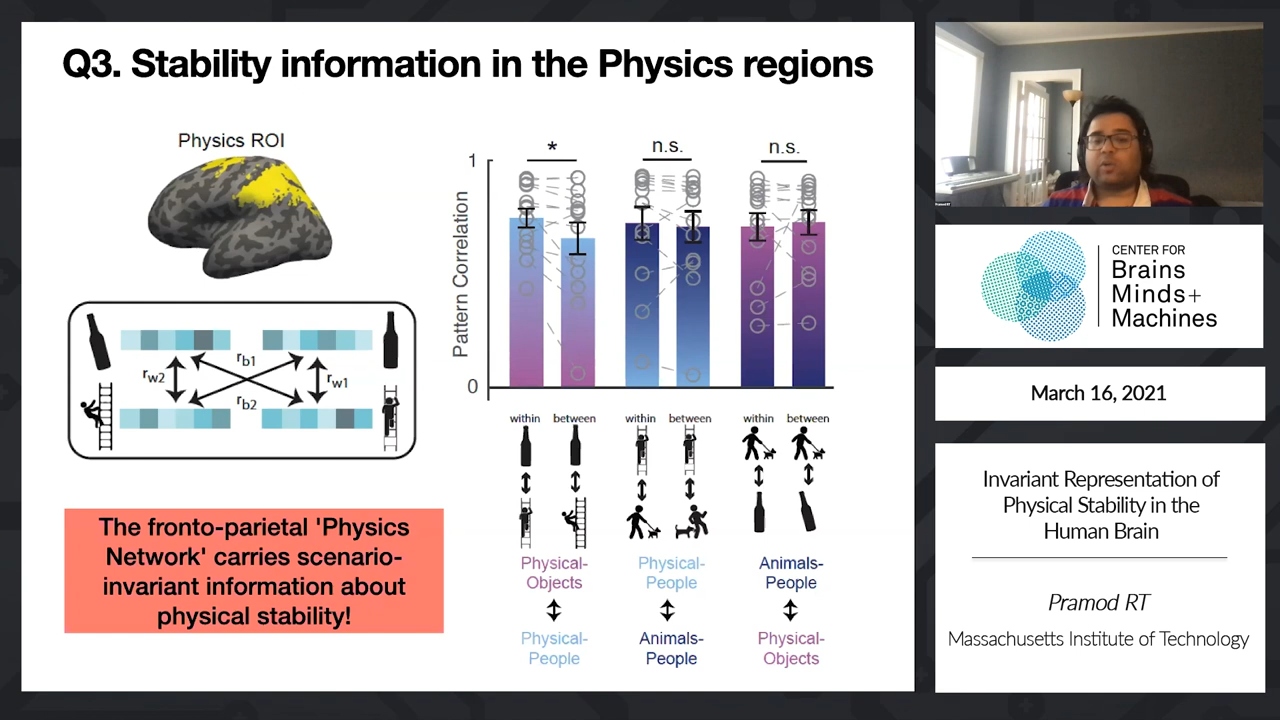 Q3. Stability information in the Physics regions
Physics ROI
rw2
rb1
rb2
rw1
The fronto-parietal 'Physics
Network' carries scenario-
invariant information about
physical stability!
Pattern Correlation
1
0
*
n.s.
n.s.
within
between
within
between
within
between
Physical-
Objects
Physical-
People
Physical-
People
Animals-
People
Animals-
People
Physical-
Objects
Pramod RT
CENTER FOR
Brains
Minds+
Machines
March 16, 2021
Invariant Representation of
Physical Stability in the
Human Brain
Pramod RT
Massachusetts Institute of Technology